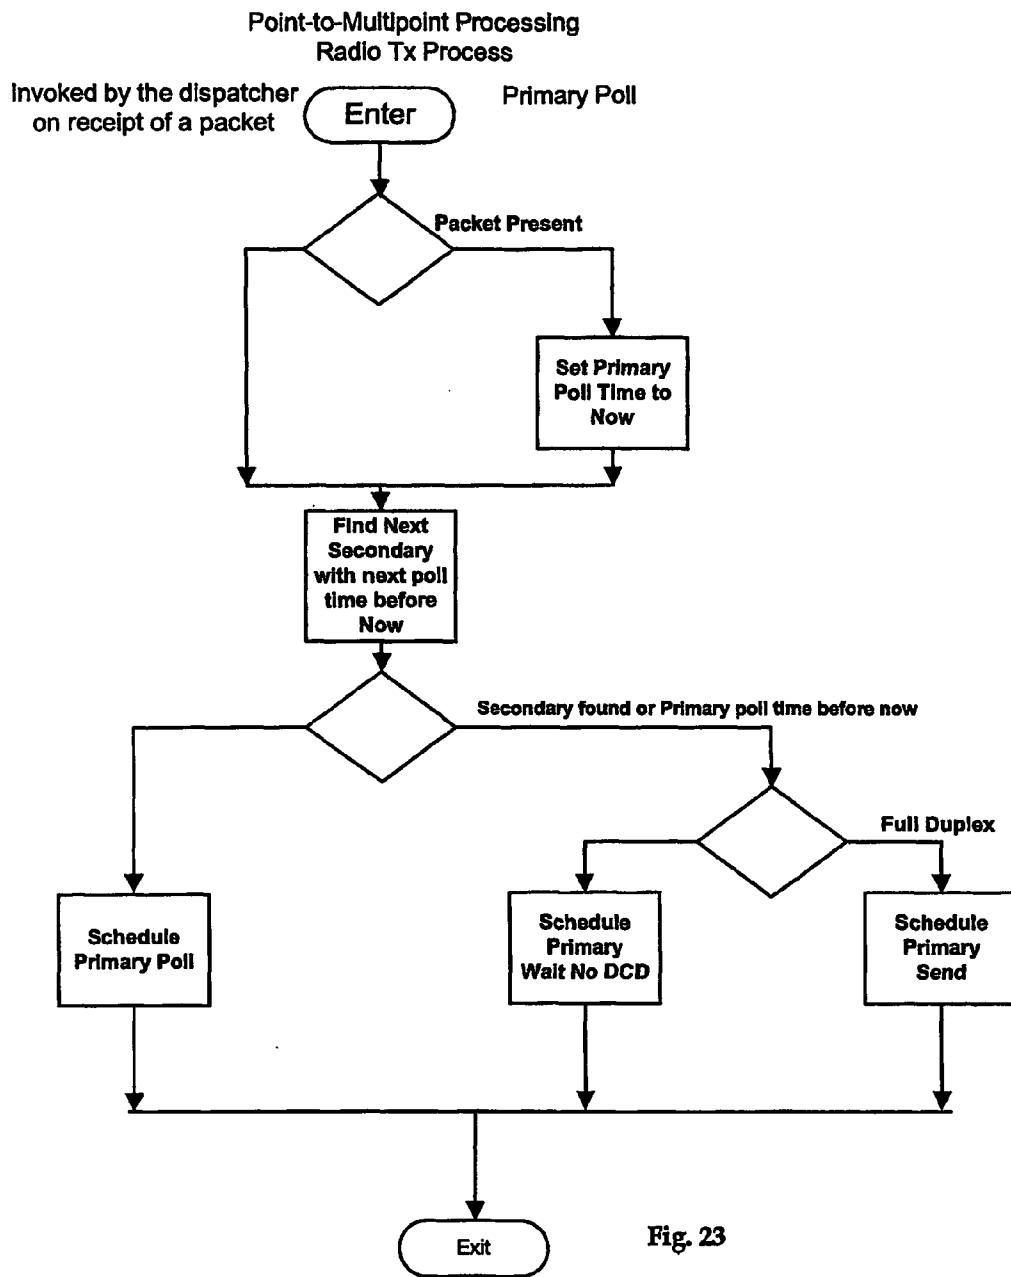 Point-to-Multipoint Processing
Radio Tx Process
Invoked by the dispatcher
on receipt of a packet
Enter
Primary Poll
Packet Present
Set Primary
Poll Time to
Now
Find Next
Secondary
with next poll
time before
Now
Secondary found or Primary poll time before now
Full Duplex
Schedule
Primary Poll
Schedule
Primary
Wait No DCD
Schedule
Primary
Send
Exit
Fig. 23